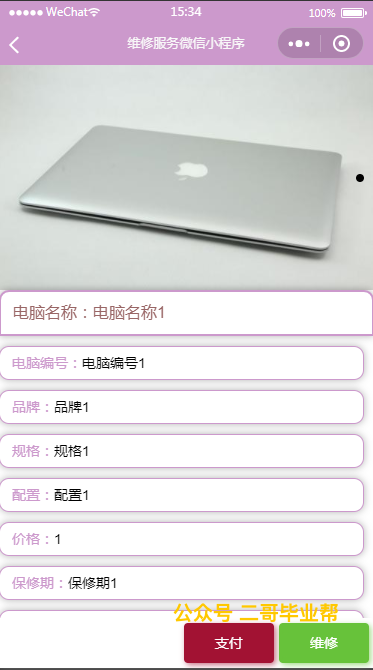 WeChat 15:34 100%
维修服务微信小程序
电脑名称：电脑名称1
电脑编号：电脑编号1
品牌：品牌1
规格：规格1
配置：配置1
价格：1
保修期：保修期1
公众号 二哥毕业帮
支付 维修